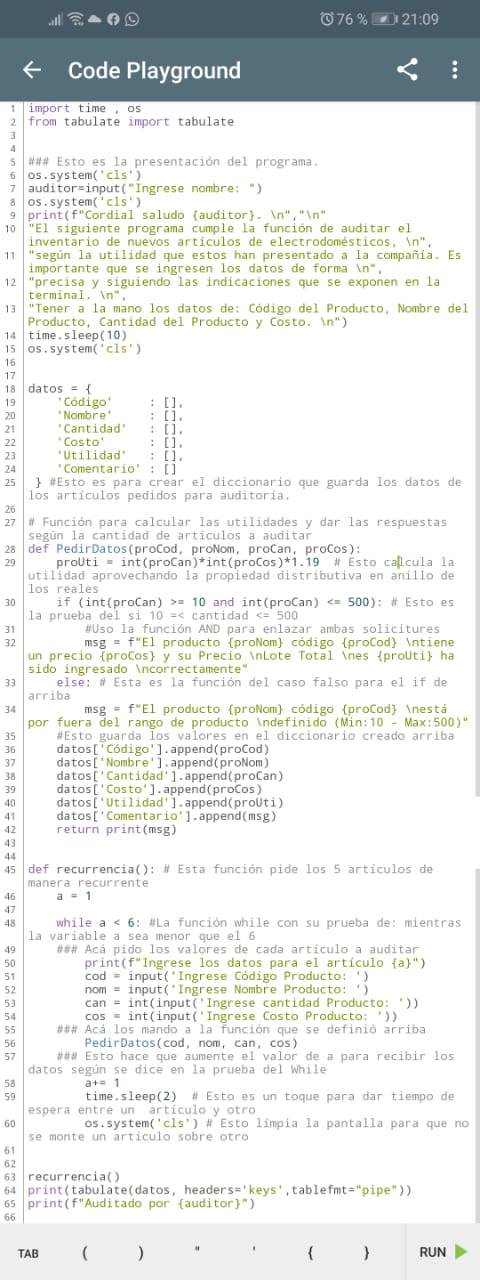 76 % 21:09
Code Playground
1 import time , os
2 from tabulate import tabulate
3
4
5 ### Esto es la presentación del programa.
6 os.system('cls')
7 auditor=input("Ingrese nombre: ")
8 os.system('cls')
9 print(f"Cordial saludo {auditor}. \n","\n"
10 "El siguiente programa cumple la función de auditar el
inventario de nuevos artículos de electrodomésticos, \n",
11 "según la utilidad que estos han presentado a la compañía. Es
importante que se ingresen los datos de forma \n",
12 "precisa y siguiendo las indicaciones que se exponen en la
terminal. \n",
13 "Tener a la mano los datos de: Código del Producto, Nombre del
Producto, Cantidad del Producto y Costo. \n")
14 time.sleep(10)
15 os.system('cls')
16
17
18 datos = {
19 'Código' : [],
20 'Nombre' : [],
21 'Cantidad' : [],
22 'Costo' : [],
23 'Utilidad' : [],
24 'Comentario' : []
25 } #Esto es para crear el diccionario que guarda los datos de
los artículos pedidos para auditoría.
26
27 # Función para calcular las utilidades y dar las respuestas
según la cantidad de artículos a auditar
28 def PedirDatos(proCod, proNom, proCan, proCos):
29 proUti = int(proCan)*int(proCos)*1.19 # Esto calcula la
utilidad aprovechando la propiedad distributiva en anillo de
los reales
30 if (int(proCan) >= 10 and int(proCan) <= 500): # Esto es
la prueba del si 10 =< cantidad <= 500
31 #Uso la función AND para enlazar ambas solicitures
32 msg = f"El producto {proNom} código {proCod} \ntiene
un precio {proCos} y su Precio \nLote Total \nes {proUti} ha
sido ingresado \ncorrectamente"
33 else: # Esta es la función del caso falso para el if de
arriba
34 msg = f"El producto {proNom} código {proCod} \nestá
por fuera del rango de producto \ndefinido (Min:10 - Max:500)"
35 #Esto guarda los valores en el diccionario creado arriba
36 datos['Código'].append(proCod)
37 datos['Nombre'].append(proNom)
38 datos['Cantidad'].append(proCan)
39 datos['Costo'].append(proCos)
40 datos['Utilidad'].append(proUti)
41 datos['Comentario'].append(msg)
42 return print(msg)
43
44
45 def recurrencia(): # Esta función pide los 5 artículos de
manera recurrente
46 a = 1
47
48 while a < 6: #La función while con su prueba de: mientras
la variable a sea menor que el 6
49 ### Acá pido los valores de cada artículo a auditar
50 print(f"Ingrese los datos para el artículo {a}")
51 cod = input('Ingrese Código Producto: ')
52 nom = input('Ingrese Nombre Producto: ')
53 can = int(input('Ingrese cantidad Producto: '))
54 cos = int(input('Ingrese Costo Producto: '))
55 ### Acá los mando a la función que se definió arriba
56 PedirDatos(cod, nom, can, cos)
57 ### Esto hace que aumente el valor de a para recibir los
datos según se dice en la prueba del While
58 a+= 1
59 time.sleep(2) # Esto es un toque para dar tiempo de
espera entre un artículo y otro
60 os.system('cls') # Esto límpia la pantalla para que no
se monte un artículo sobre otro
61
62
63 recurrencia()
64 print(tabulate(datos, headers='keys',tablefmt="pipe"))
65 print(f"Auditado por {auditor}")
66
TAB ( ) " ' { } RUN